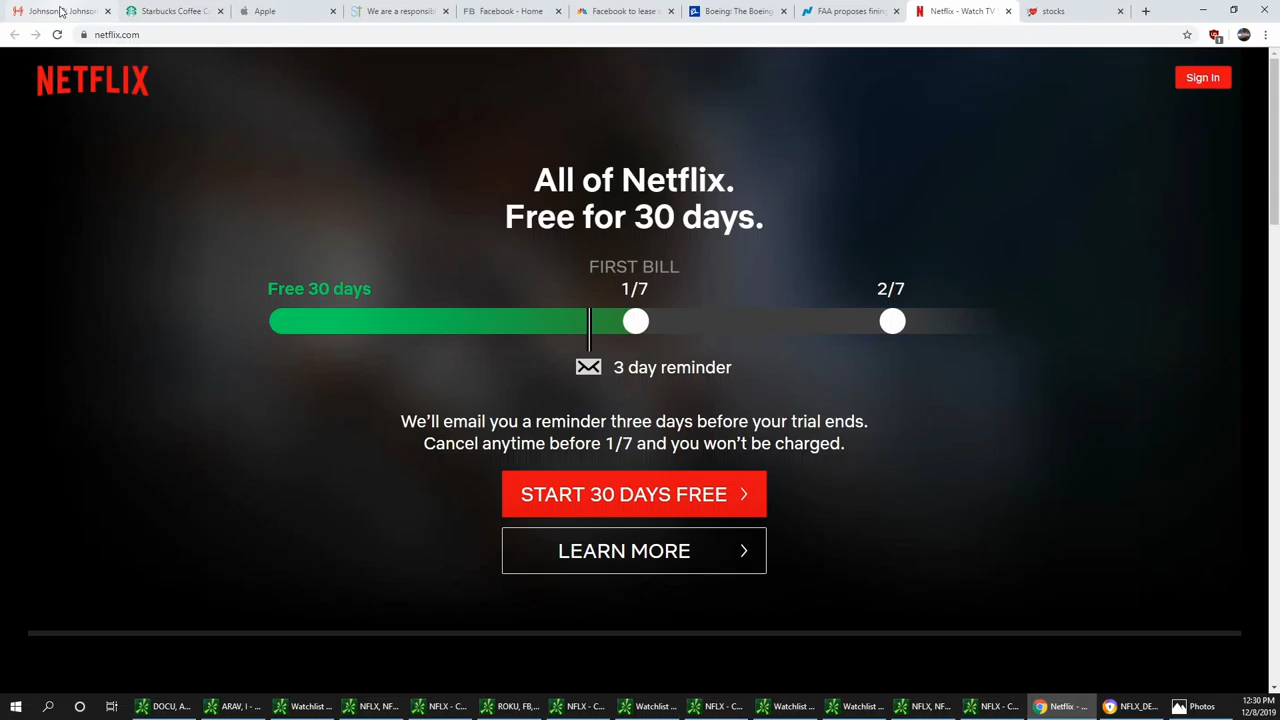 Johnson & Johnson
Starbucks Coffee C
Apple
We are a responsib
FB Facebook - Home
Facebook to lease
Boeing: The Boeing
FAA proposes fining
N Netflix - Watch TV
stocks
netflix.com
1
NETFLIX
Sign In
All of Netflix.
Free for 30 days.
FIRST BILL
Free 30 days
1/7
2/7
3 day reminder
We'll email you a reminder three days before your trial ends.
Cancel anytime before 1/7 and you won't be charged.
START 30 DAYS FREE
LEARN MORE
DOCU, A...
ARAV, I - ...
Watchlist ...
NFLX, NF...
NFLX - C...
ROKU, FB,...
NFLX - C...
Watchlist ...
NFLX - C...
Watchlist ...
Watchlist ...
NFLX, NF...
NFLX - C...
Netflix - ...
NFLX_DE...
Photos
12:30 PM
12/8/2019